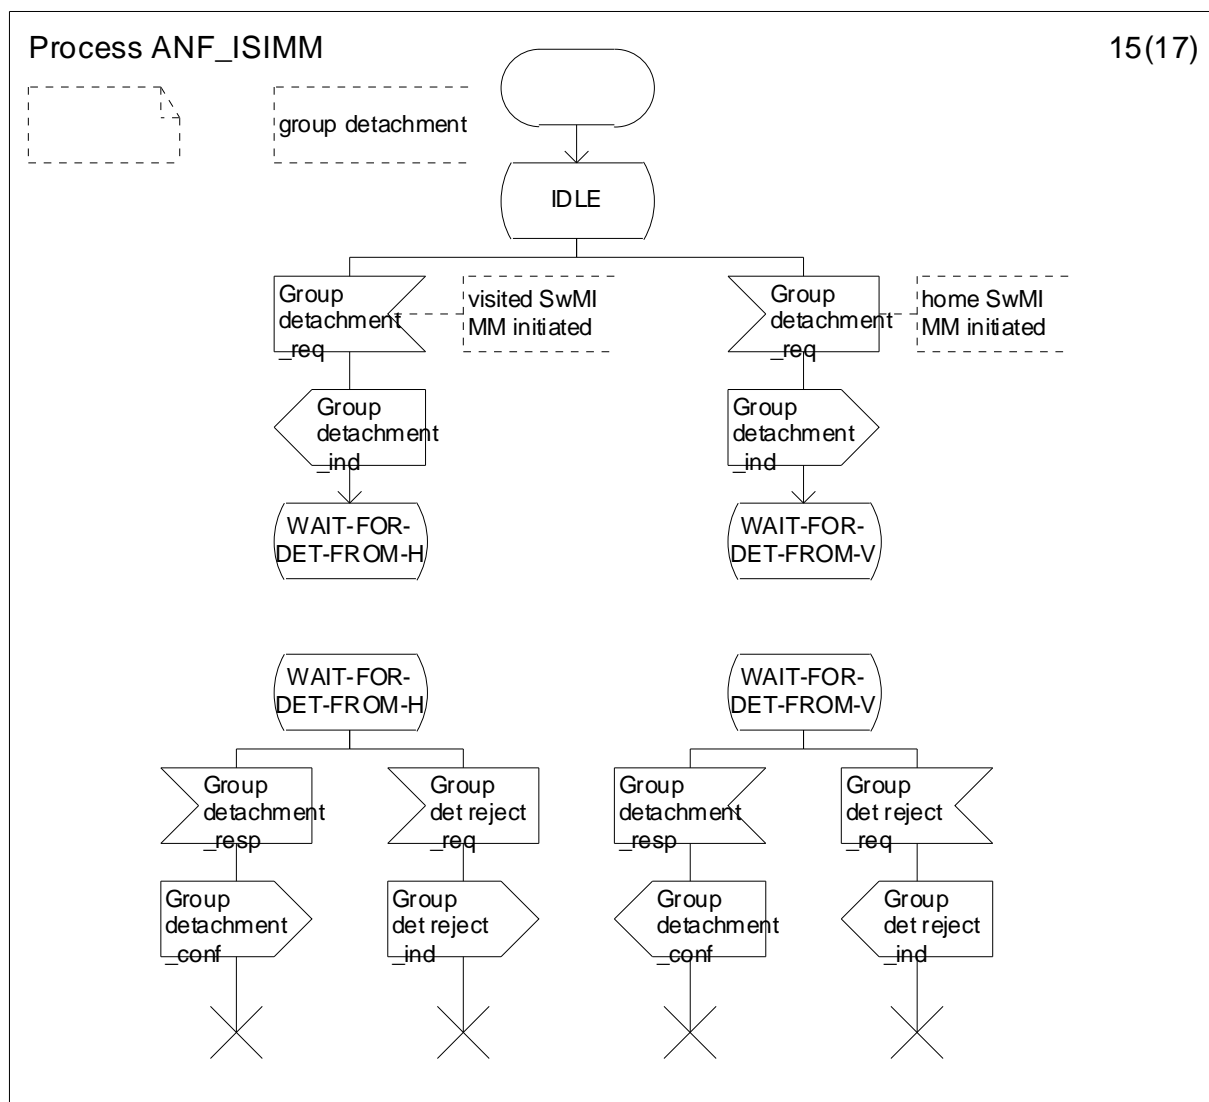 Process ANF_ISIMM
15(17)
group detachment
IDLE
Group
detachment
_req
visited SwMI
MM initiated
Group
detachment
_req
home SwMI
MM initiated
Group
detachment
_ind
Group
detachment
_ind
WAIT-FOR-
DET-FROM-H
WAIT-FOR-
DET-FROM-V
WAIT-FOR-
DET-FROM-H
WAIT-FOR-
DET-FROM-V
Group
detachment
_resp
Group
det reject
_req
Group
detachment
_resp
Group
det reject
_req
Group
detachment
_conf
Group
det reject
_ind
Group
detachment
_conf
Group
det reject
_ind